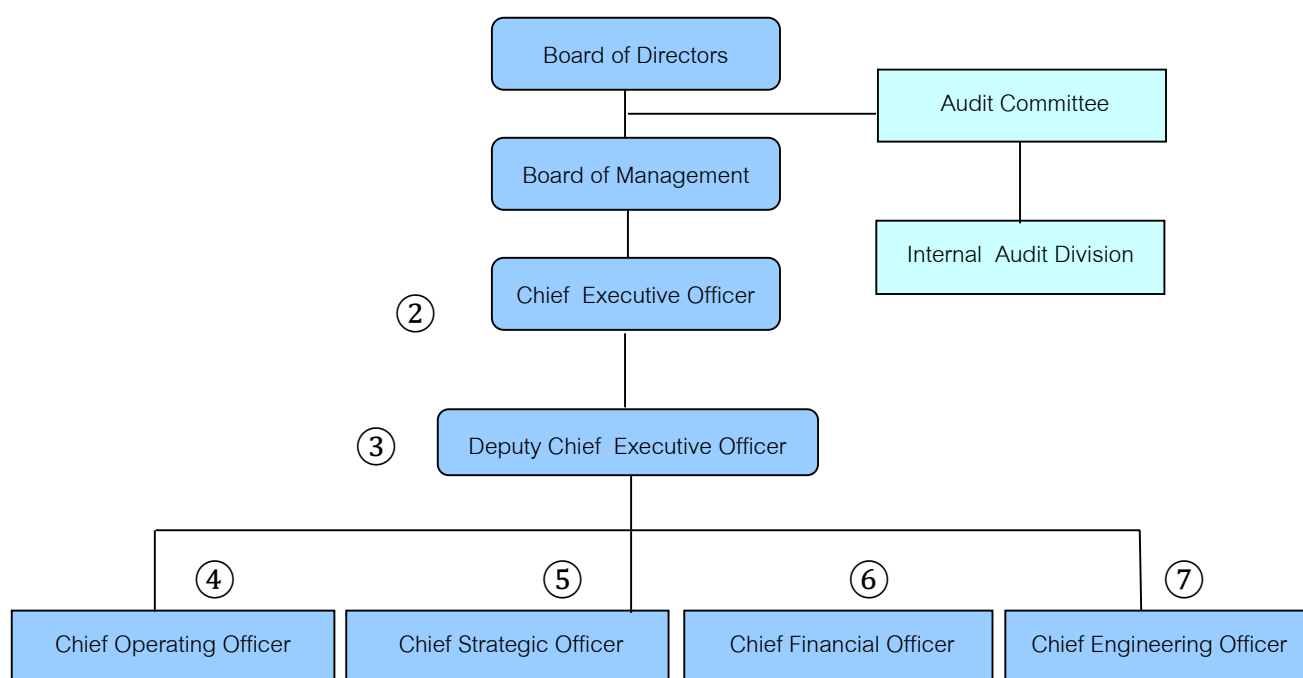 Board of Directors
Audit Committee
Board of Management
Internal  Audit Division
Chief  Executive Officer
②
Deputy Chief  Executive Officer
③
④
⑤
⑥
⑦
Chief Operating Officer
Chief Strategic Officer
Chief Financial Officer
Chief Engineering Officer